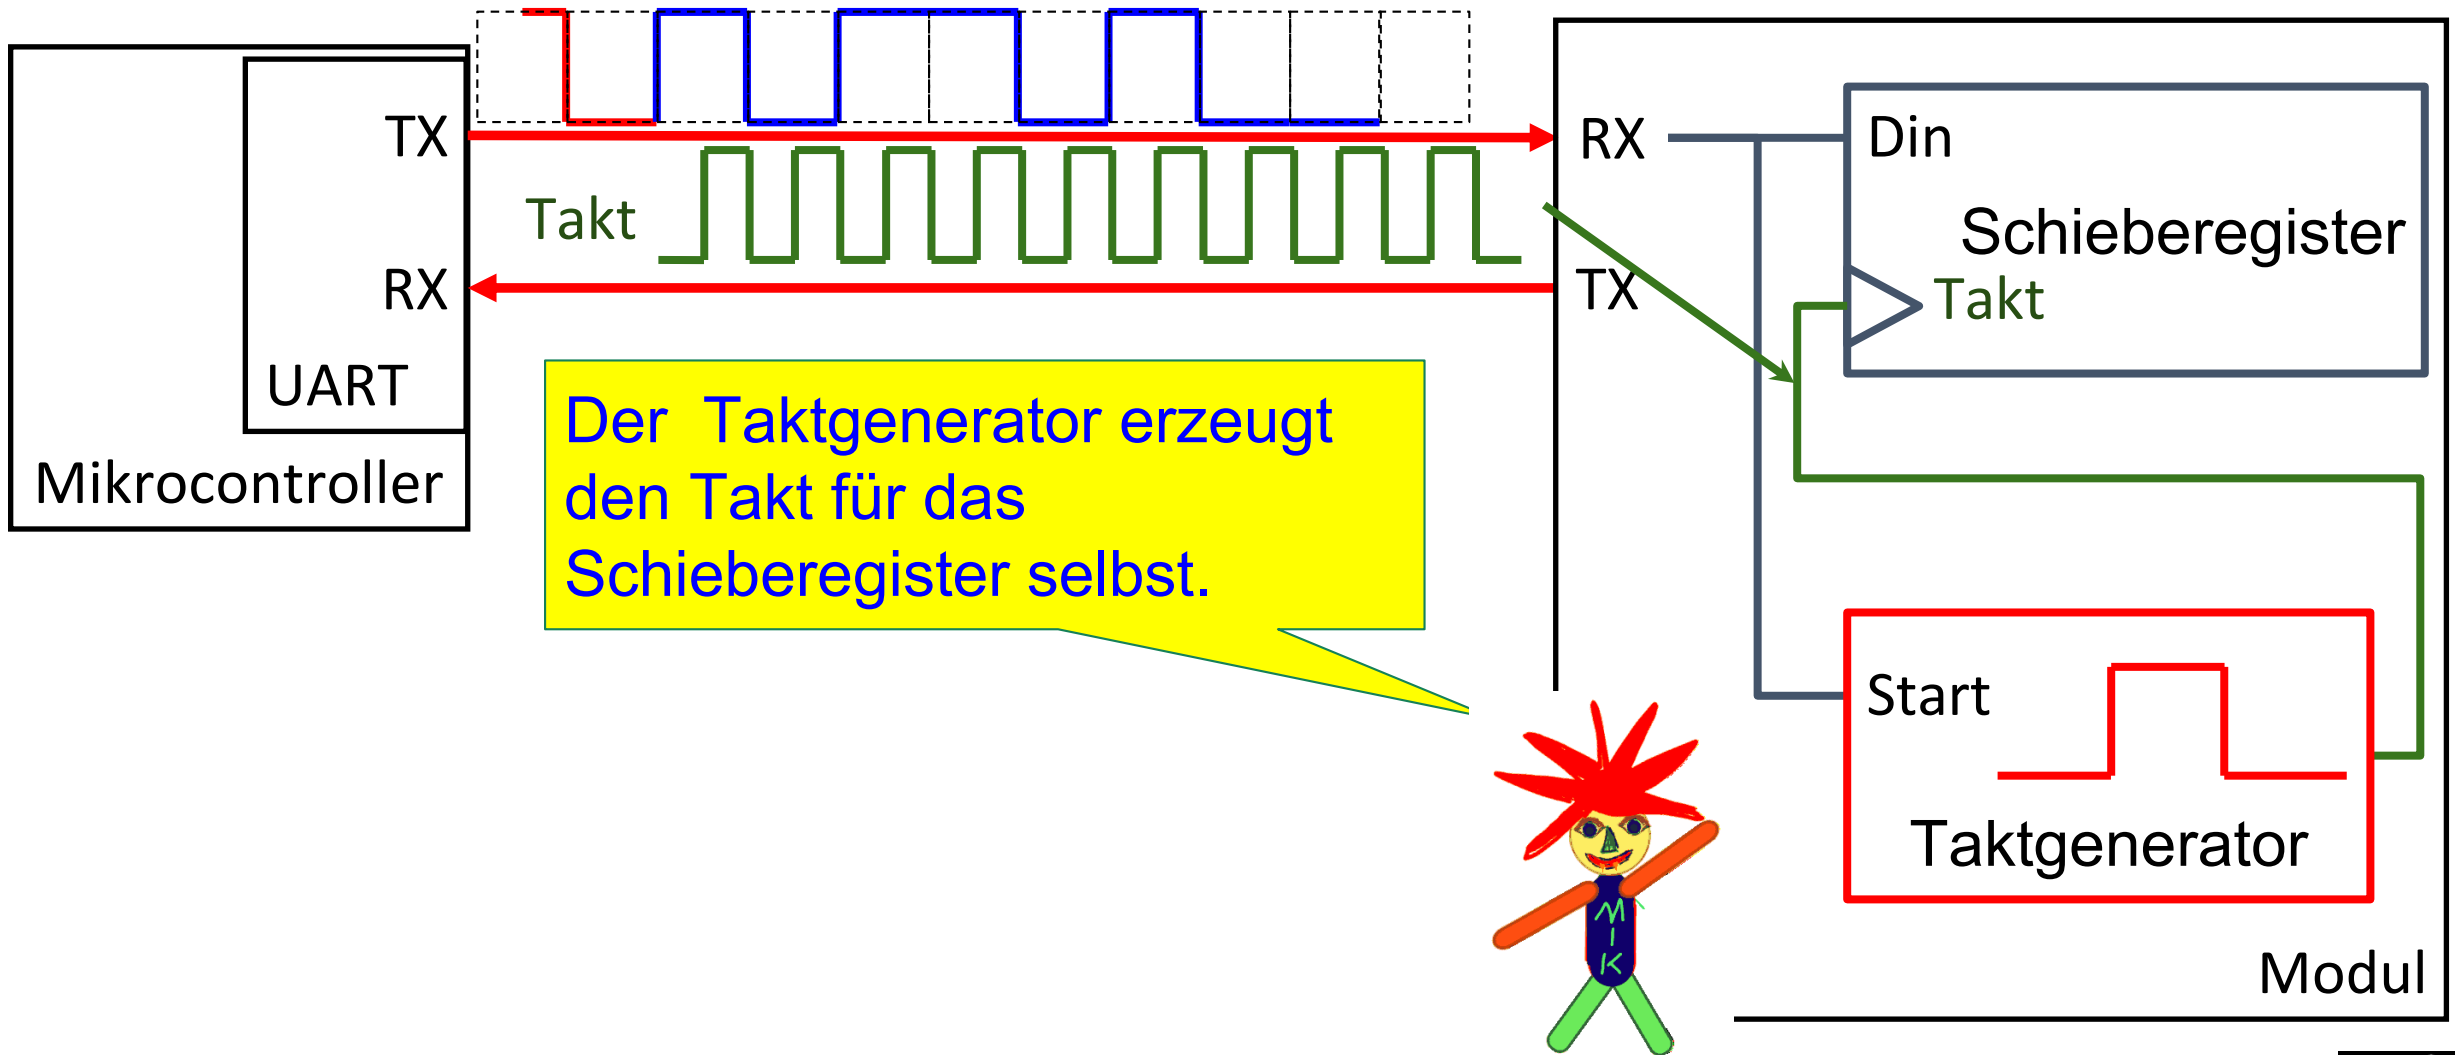 TX
RX
UART
Mikrocontroller
Takt
RX
TX
Din
Schieberegister
Takt
Der  Taktgenerator erzeugt
den Takt für das
Schieberegister selbst.
Start
Taktgenerator
Modul
M
I
K